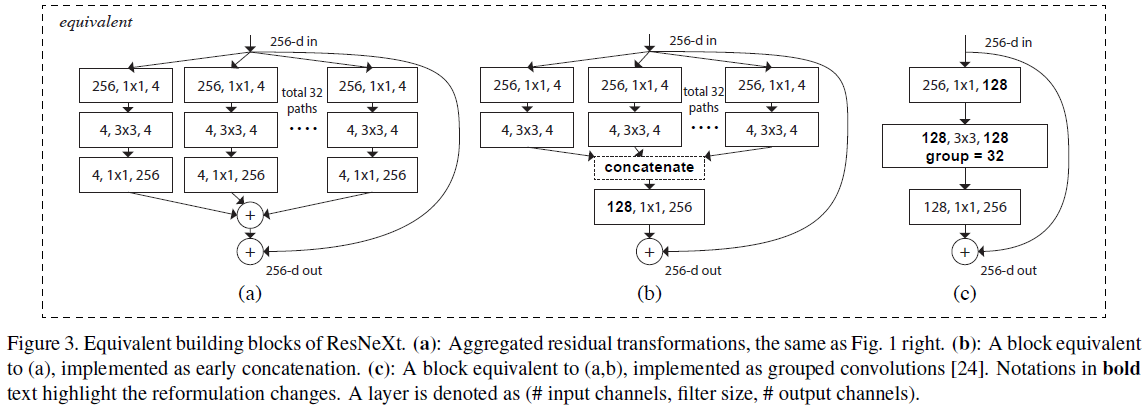 equivalent
256-d in
256, 1x1, 4
256, 1x1, 4
total 32
paths
256, 1x1, 4
4, 3x3, 4
4, 3x3, 4
....
4, 3x3, 4
4, 1x1, 256
4, 1x1, 256
4, 1x1, 256
+
+
256-d out
(a)
256-d in
256, 1x1, 4
256, 1x1, 4
total 32
paths
256, 1x1, 4
4, 3x3, 4
4, 3x3, 4
....
4, 3x3, 4
concatenate
128, 1x1, 256
+
256-d out
(b)
256-d in
256, 1x1, 128
128, 3x3, 128
group = 32
128, 1x1, 256
+
256-d out
(c)
Figure 3. Equivalent building blocks of ResNeXt. (a): Aggregated residual transformations, the same as Fig. 1 right. (b): A block equivalent
to (a), implemented as early concatenation. (c): A block equivalent to (a,b), implemented as grouped convolutions [24]. Notations in bold
text highlight the reformulation changes. A layer is denoted as (# input channels, filter size, # output channels).